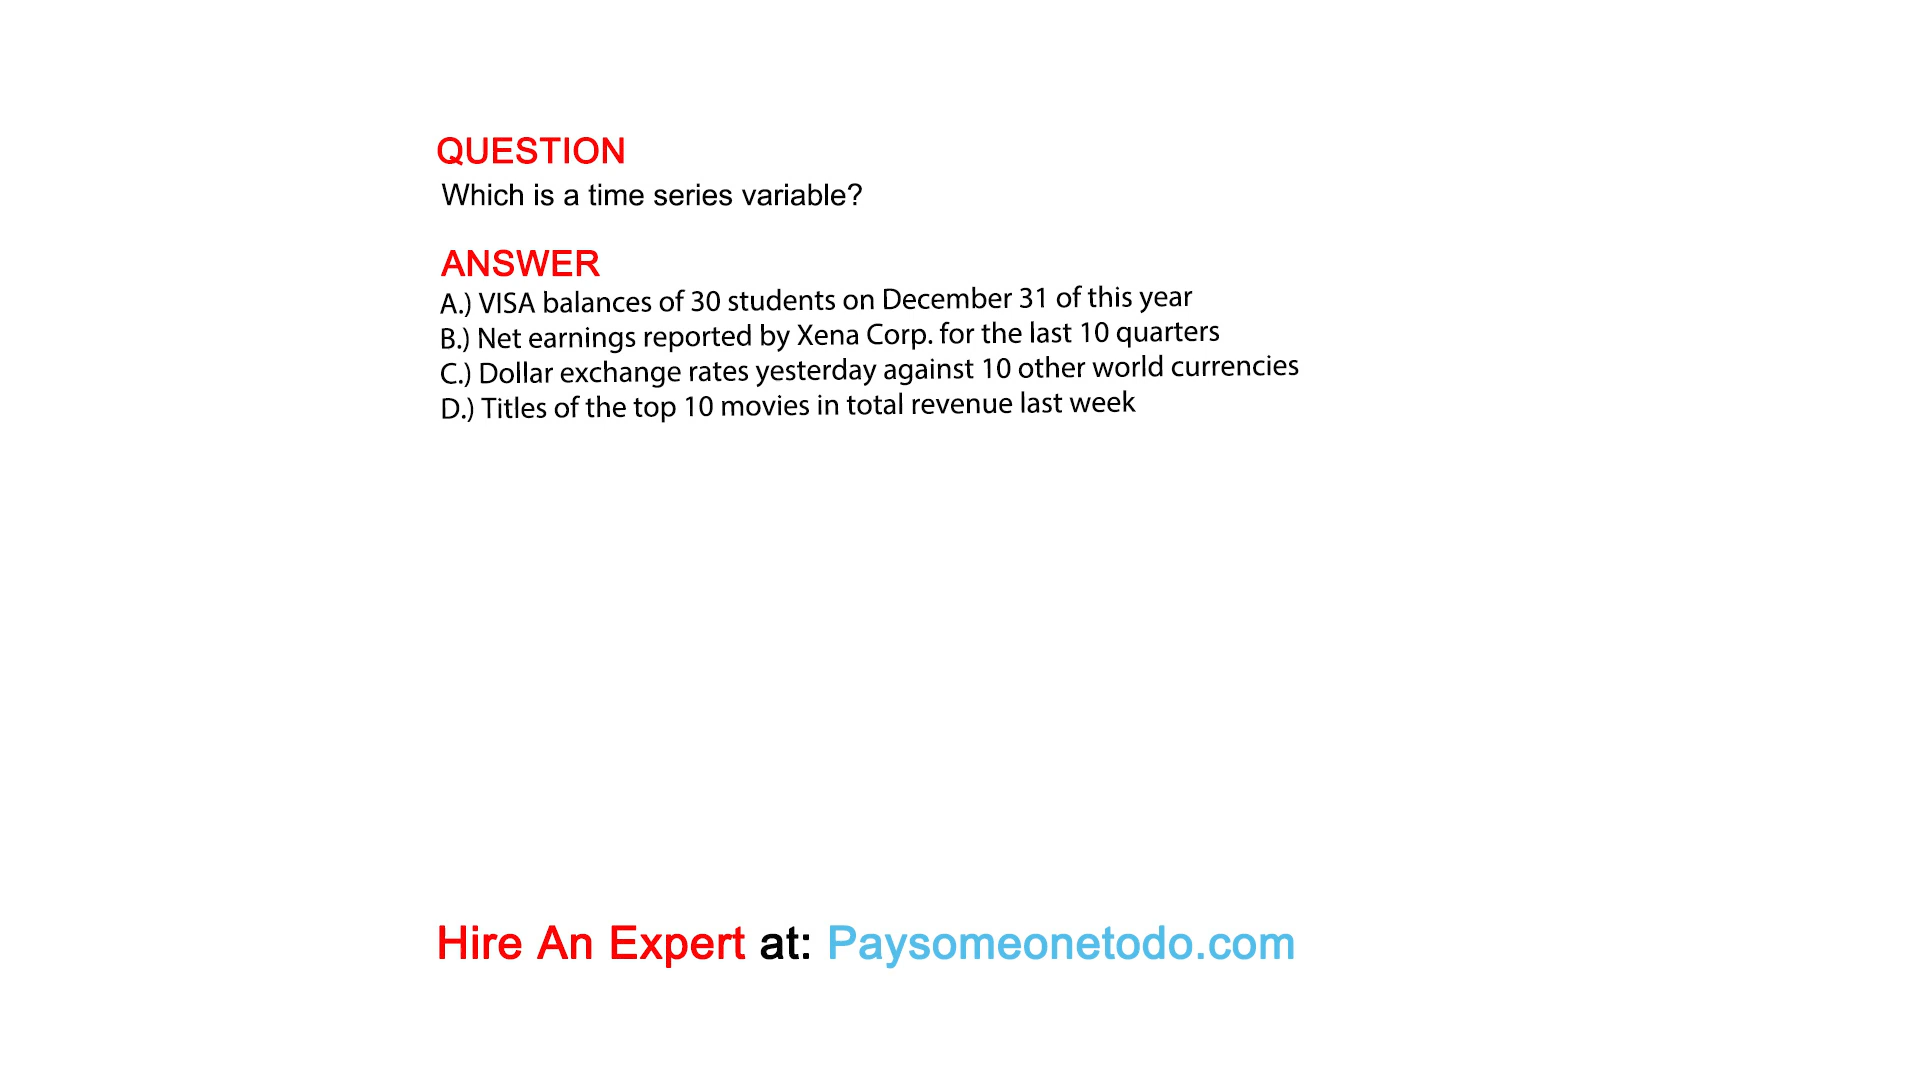 QUESTION
Which is a time series variable?
ANSWER
A.) VISA balances of 30 students on December 31 of this year
B.) Net earnings reported by Xena Corp. for the last 10 quarters
C.) Dollar exchange rates yesterday against 10 other world currencies
D.) Titles of the top 10 movies in total revenue last week
Hire An Expert at: Paysomeonetodo.com